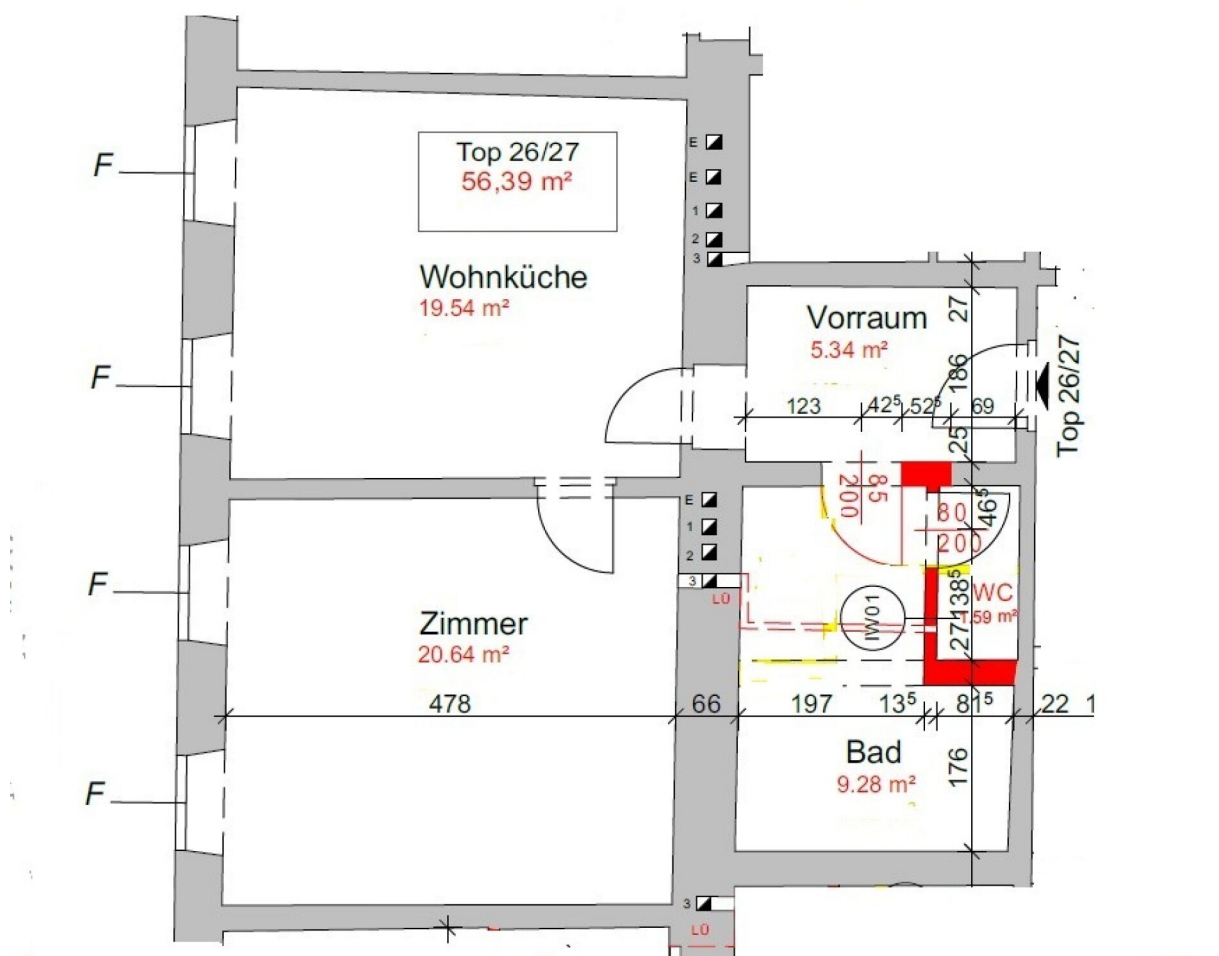 Top 26/27
56,39 m²
F
E
E
1
2
3
Wohnküche
19.54 m²
Vorraum
5.34 m²
27
186
F
Top 26/27
123
42⁵
52⁵
69
25
85
200
80
200
46⁵
E
1
2
3
LÜ
F
Zimmer
20.64 m²
IW01
138⁵
WC
1.59 m²
27
478
66
197
13⁵
81⁵
22
1
Bad
9.28 m²
176
F
3
LÜ